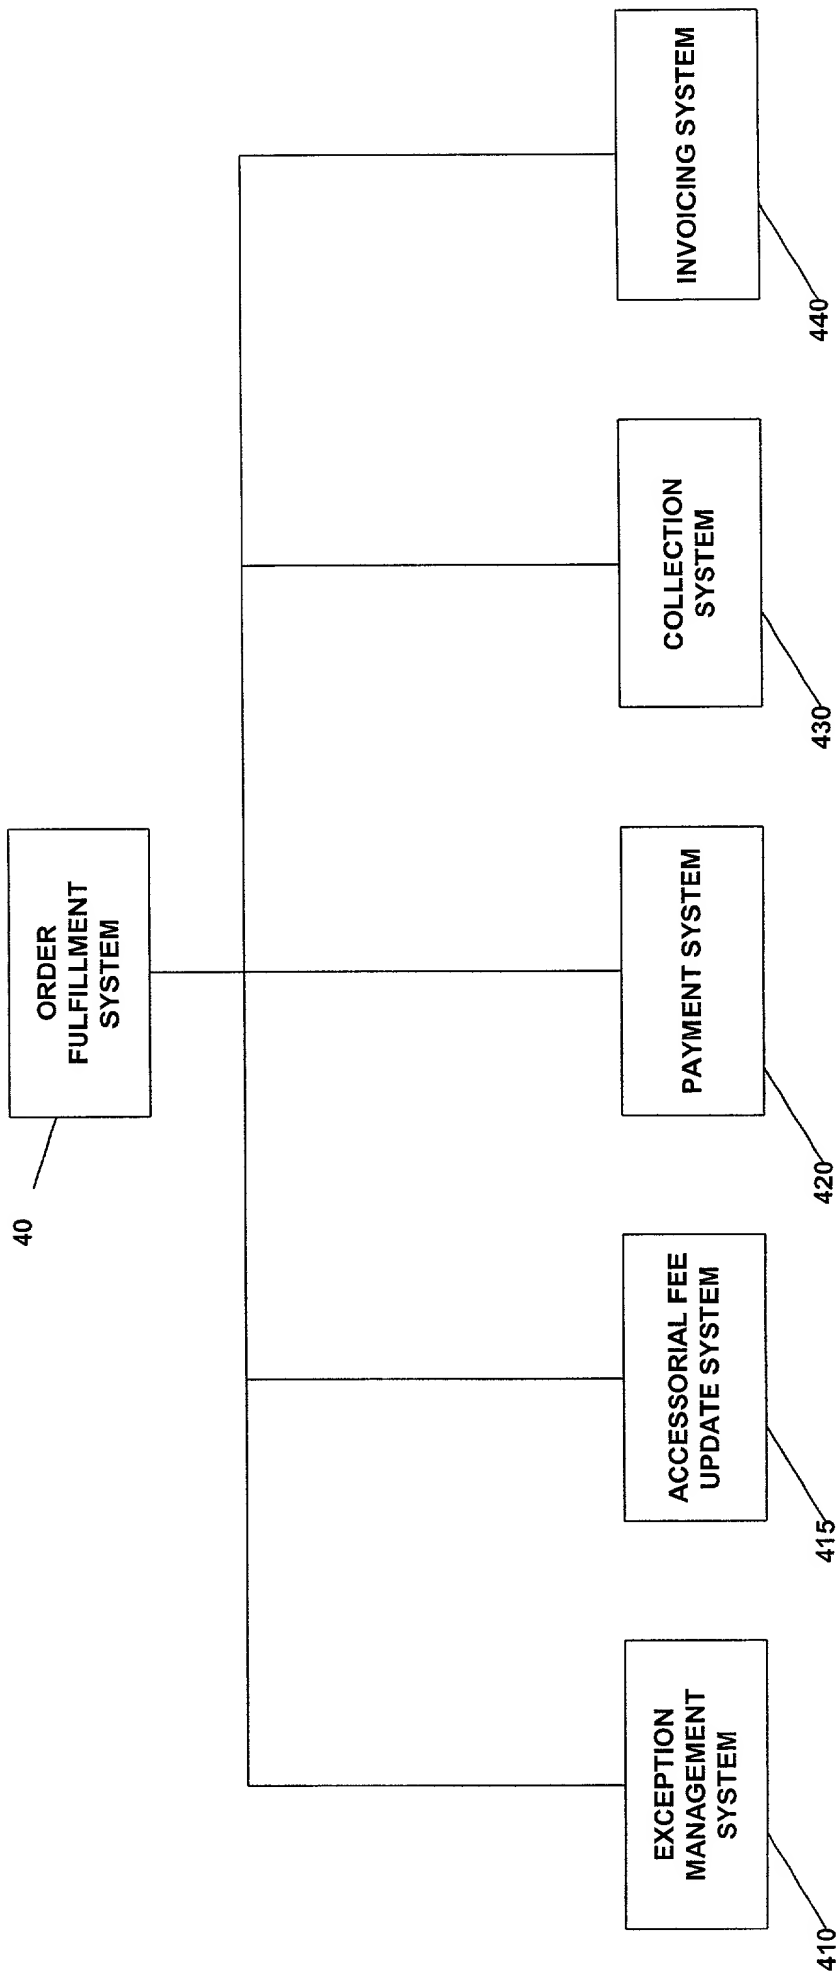 ORDER
FULFILLMENT
SYSTEM
40
EXCEPTION
MANAGEMENT
SYSTEM
410
ACCESSORIAL FEE
UPDATE SYSTEM
415
PAYMENT SYSTEM
420
COLLECTION
SYSTEM
430
INVOICING SYSTEM
440